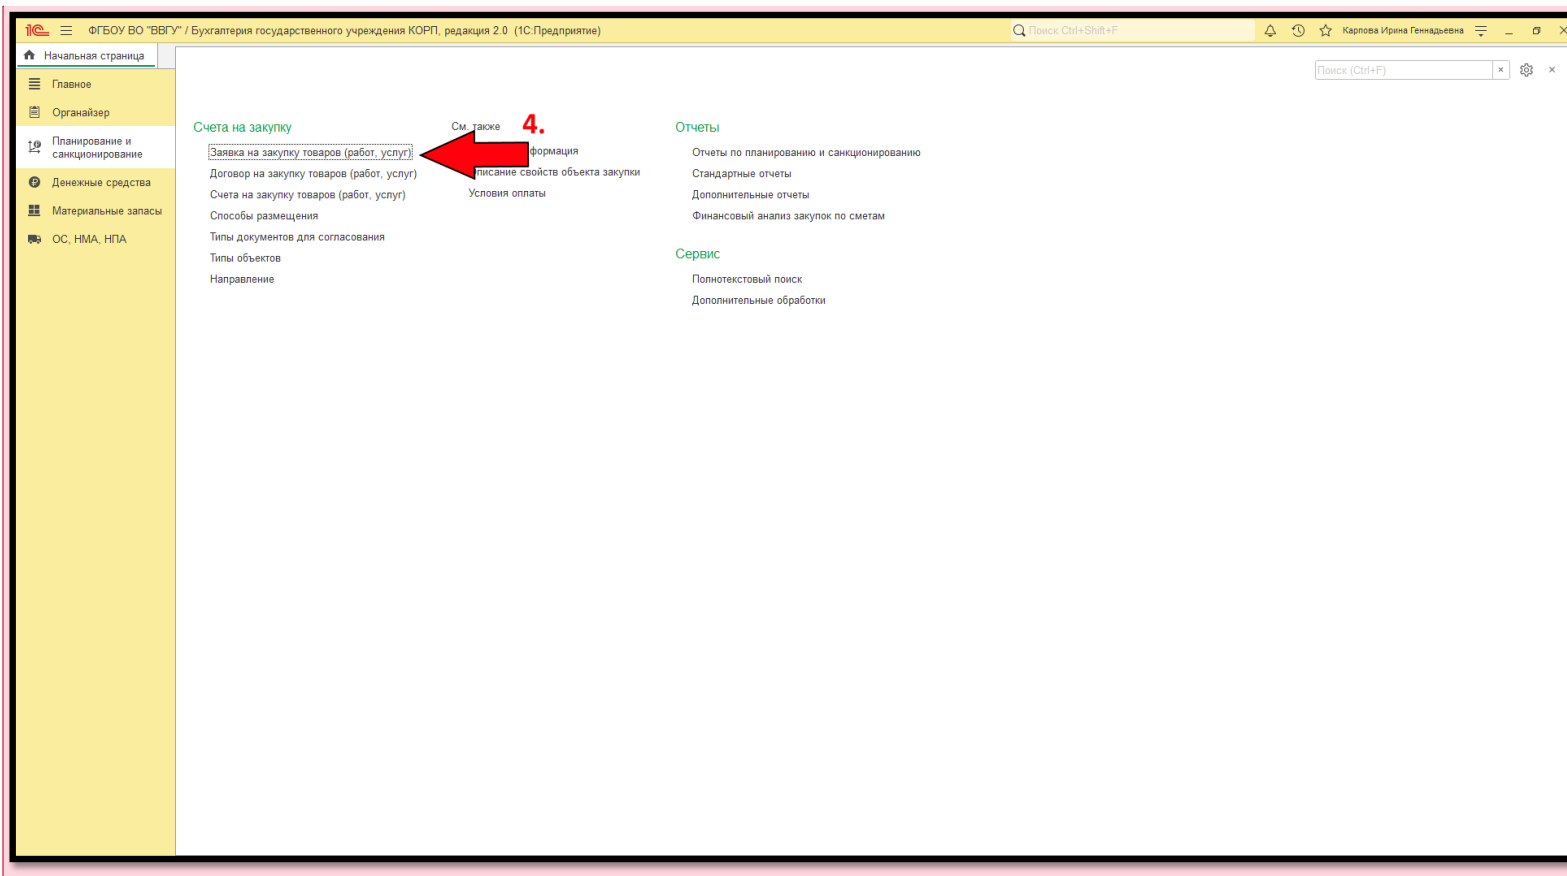 ФГБОУ ВО "ВВГУ" / Бухгалтерия государственного учреждения КОРП, редакция 2.0 (1С:Предприятие)
Поиск Ctrl+Shift+F
Карпова Ирина Геннадьевна
Начальная страница
Поиск (Ctrl+F)
Главное
Органайзер
Планирование и
санкционирование
Денежные средства
Материальные запасы
ОС, НМА, НПА
Счета на закупку
Заявка на закупку товаров (работ, услуг)
Договор на закупку товаров (работ, услуг)
Счета на закупку товаров (работ, услуг)
Способы размещения
Типы документов для согласования
Типы объектов
Направление
См. также
4.
формация
писание свойств объекта закупки
Условия оплаты
Отчеты
Отчеты по планированию и санкционированию
Стандартные отчеты
Дополнительные отчеты
Финансовый анализ закупок по сметам
Сервис
Полнотекстовый поиск
Дополнительные обработки